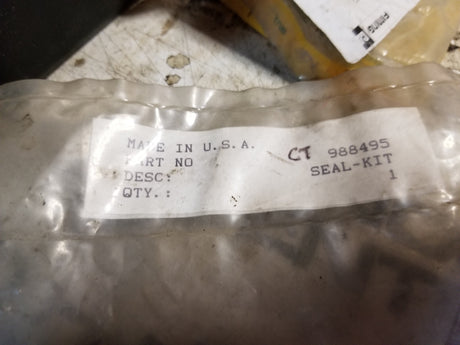 MADE IN U.S.A.
PART NO CT 988495
DESC: SEAL-KIT
QTY.: 1